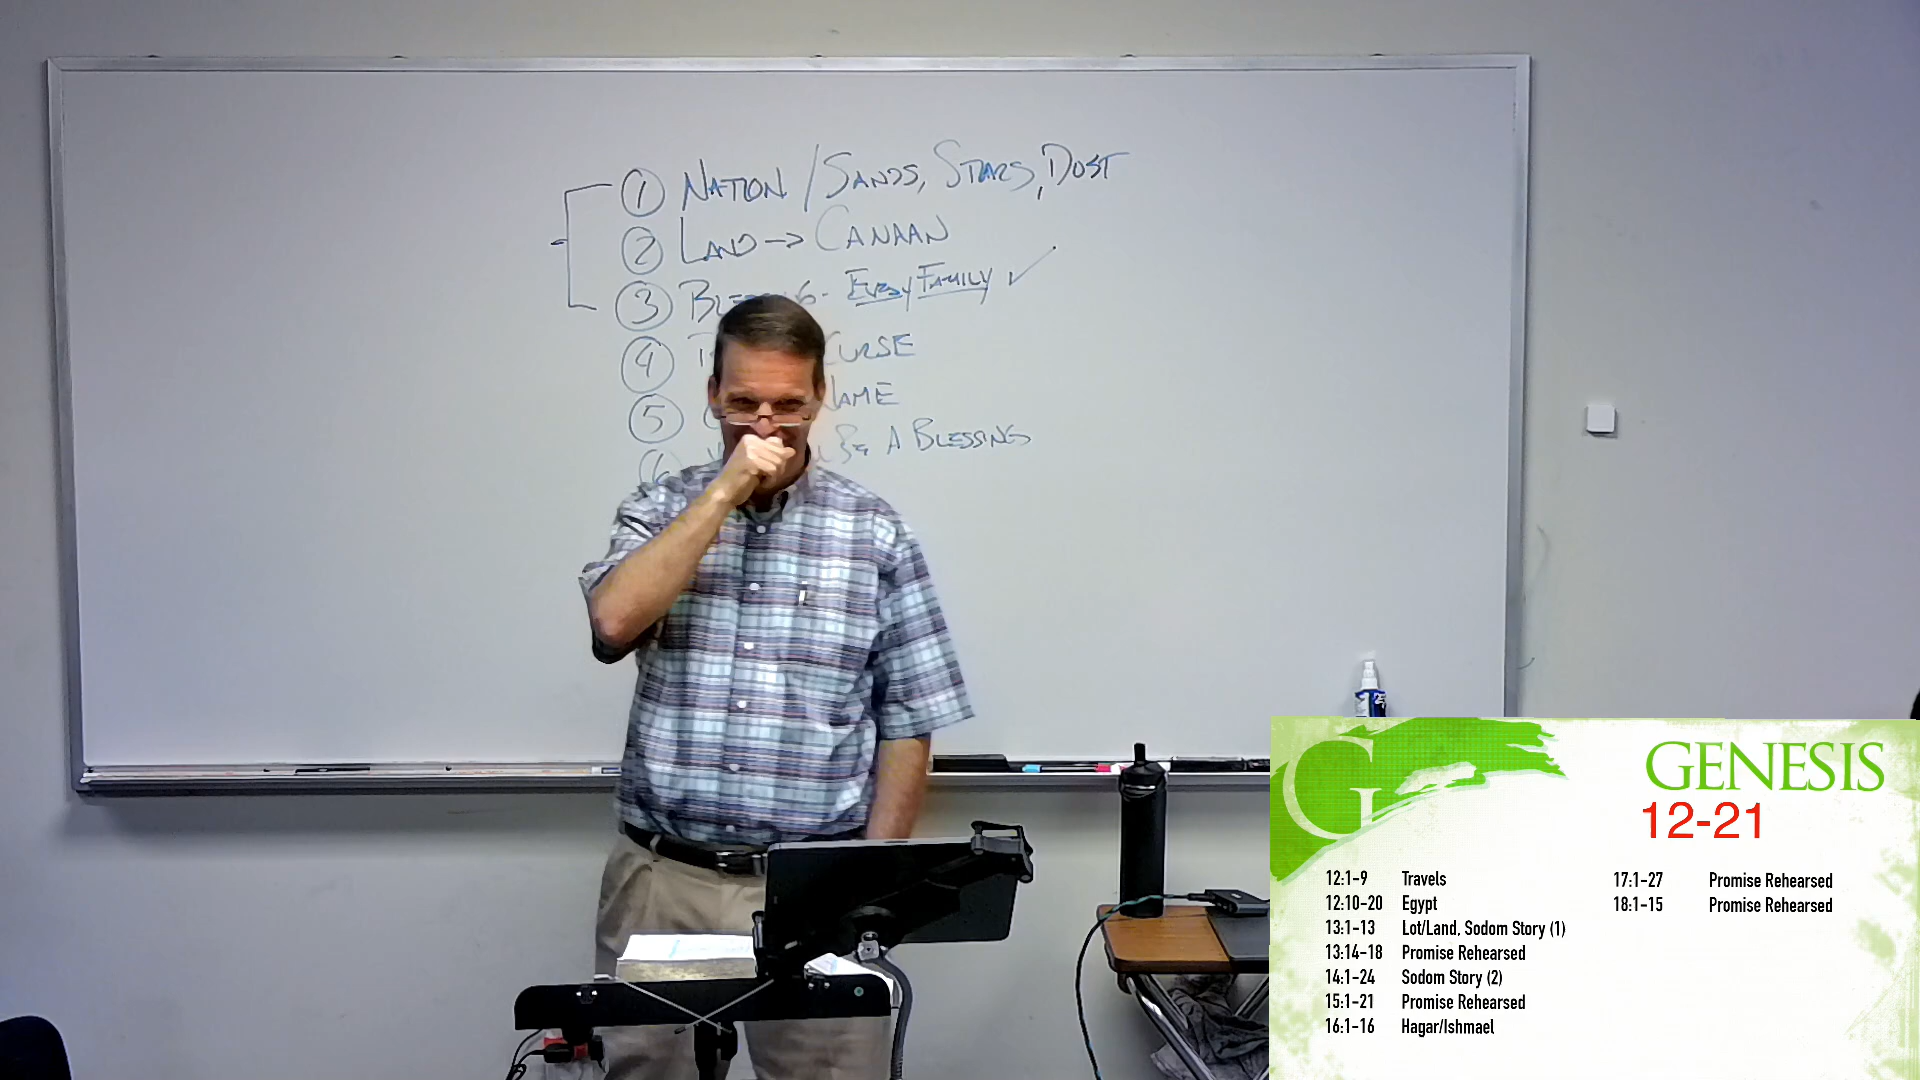 ① NATION / SANDS, STARS, DUST
② LAND → CANAAN
③ BLESSING - EVERY FAMILY ✓
④ CURSE
⑤ NAME
⑥ BE A BLESSING
G
GENESIS
12-21
12:1-9 Travels
12:10-20 Egypt
13:1-13 Lot/Land, Sodom Story (1)
13:14-18 Promise Rehearsed
14:1-24 Sodom Story (2)
15:1-21 Promise Rehearsed
16:1-16 Hagar/Ishmael
17:1-27 Promise Rehearsed
18:1-15 Promise Rehearsed